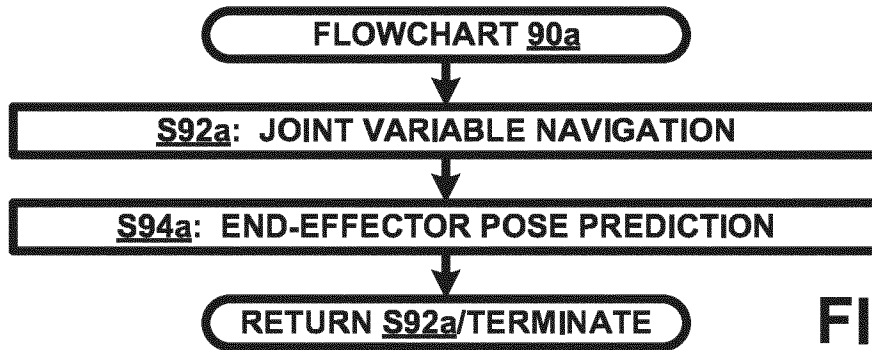 FLOWCHART 90a
S92a: JOINT VARIABLE NAVIGATION
S94a: END-EFFECTOR POSE PREDICTION
RETURN S92a/TERMINATE
FI